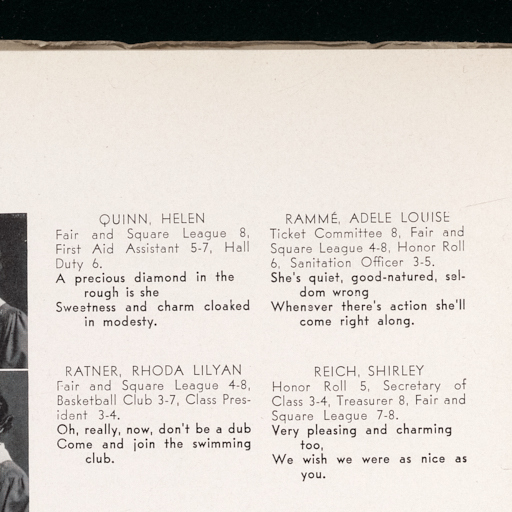 QUINN, HELEN
Fair and Square League 8,
First Aid Assistant 5-7, Hall
Duty 6.
A precious diamond in the
rough is she
Sweetness and charm cloaked
in modesty.
RAMMÉ, ADELE LOUISE
Ticket Committee 8, Fair and
Square League 4-8, Honor Roll
6, Sanitation Officer 3-5.
She's quiet, good-natured, sel-
dom wrong
Whenever there's action she'll
come right along.
RATNER, RHODA LILYAN
Fair and Square League 4-8,
Basketball Club 3-7, Class Pres-
ident 3-4.
Oh, really, now, don't be a dub
Come and join the swimming
club.
REICH, SHIRLEY
Honor Roll 5, Secretary of
Class 3-4, Treasurer 8, Fair and
Square League 7-8.
Very pleasing and charming
too,
We wish we were as nice as
you.